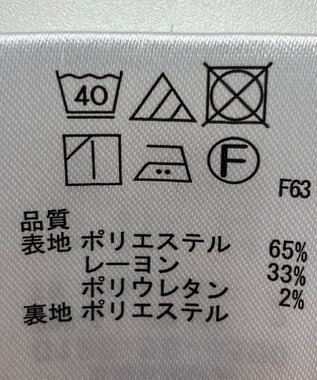 40
F
F63
品質
表地 ポリエステル 65%
レーヨン 33%
ポリウレタン 2%
裏地 ポリエステル